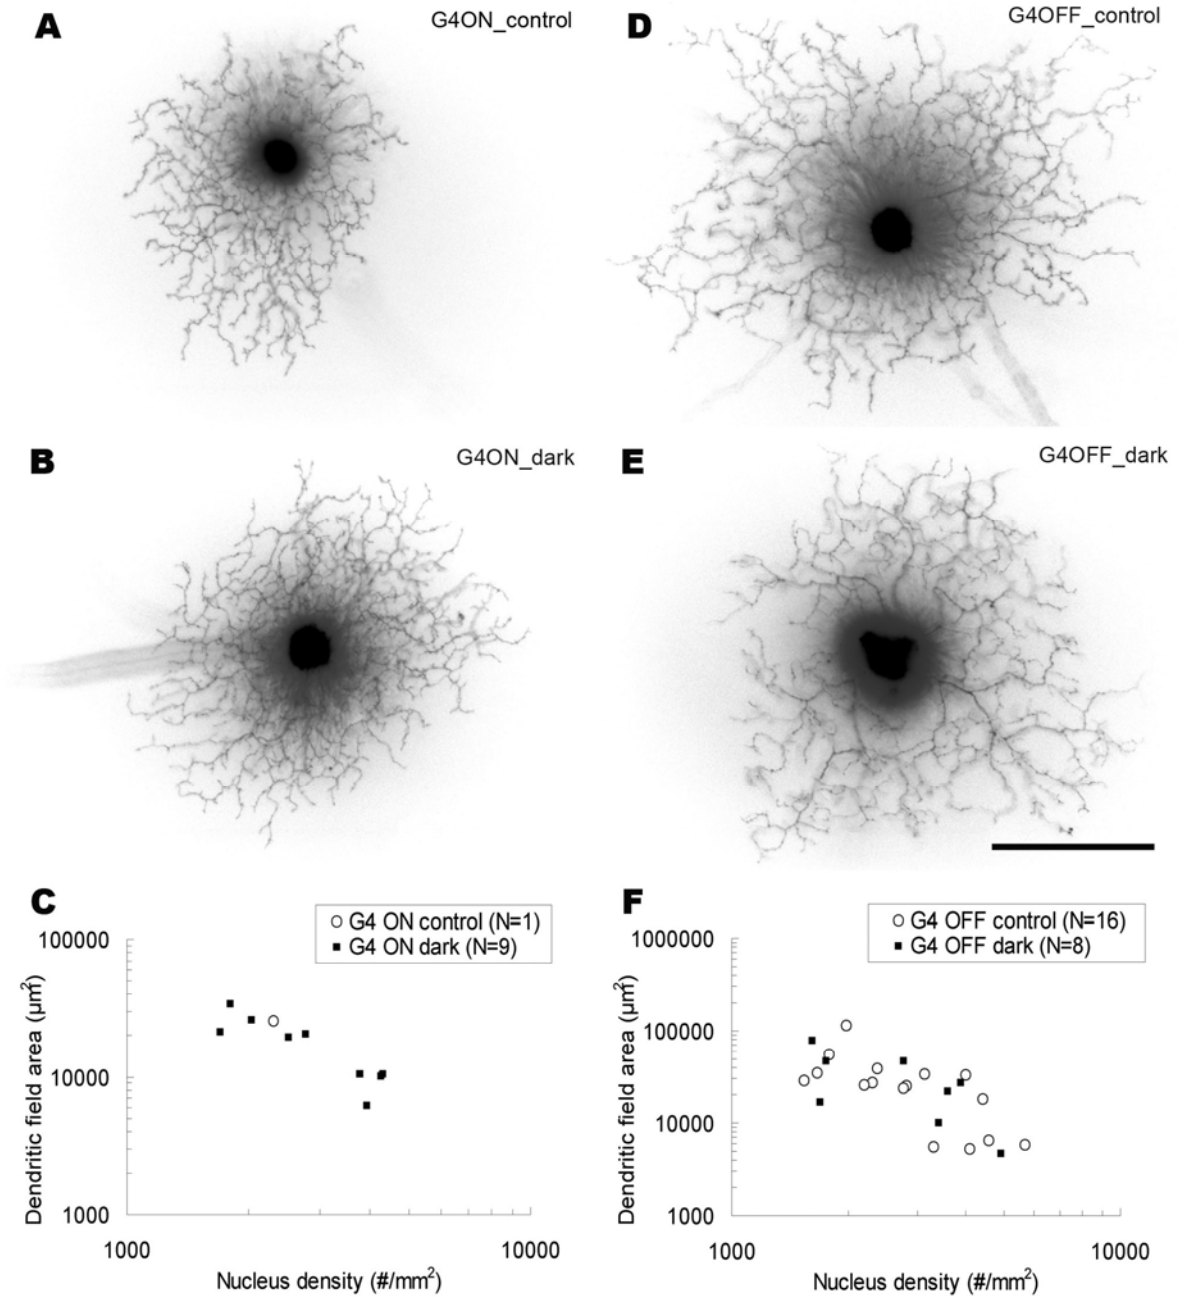 A
G4ON_control
D
G4OFF_control
B
G4ON_dark
E
G4OFF_dark
C
G4 ON control (N=1)
G4 ON dark (N=9)
100000
10000
1000
1000
10000
Dendritic field area (µm²)
Nucleus density (#/mm²)
F
G4 OFF control (N=16)
G4 OFF dark (N=8)
1000000
100000
10000
1000
1000
10000
Dendritic field area (µm²)
Nucleus density (#/mm²)